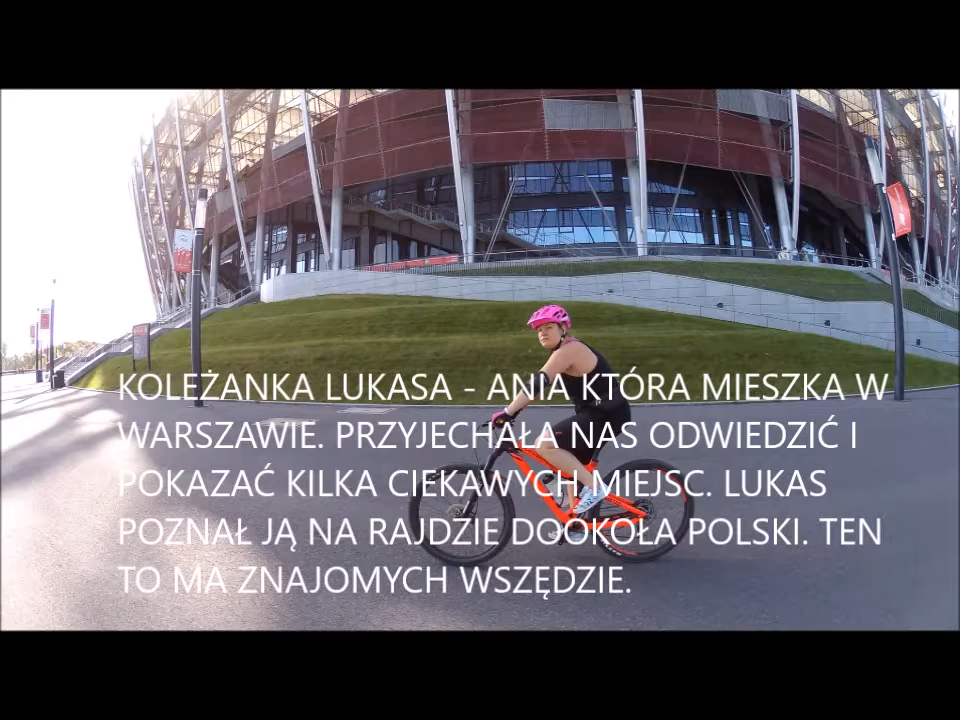 KOLEŻANKA LUKASA - ANIA KTÓRA MIESZKA W
WARSZAWIE. PRZYJECHAŁA NAS ODWIEDZIĆ I
POKAZAĆ KILKA CIEKAWYCH MIEJSC. LUKAS
POZNAŁ JĄ NA RAJDZIE DOOKOŁA POLSKI. TEN
TO MA ZNAJOMYCH WSZĘDZIE.